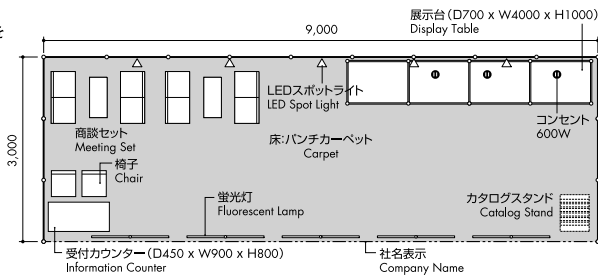 を
展示台（D700 x W4000 x H1000）
Display Table
9,000
3,000
LEDスポットライト
LED Spot Light
コンセント
600W
商談セット
Meeting Set
床：パンチカーペット
Carpet
椅子
Chair
蛍光灯
Fluorescent Lamp
カタログスタンド
Catalog Stand
受付カウンター（D450 x W900 x H800）
Information Counter
社名表示
Company Name